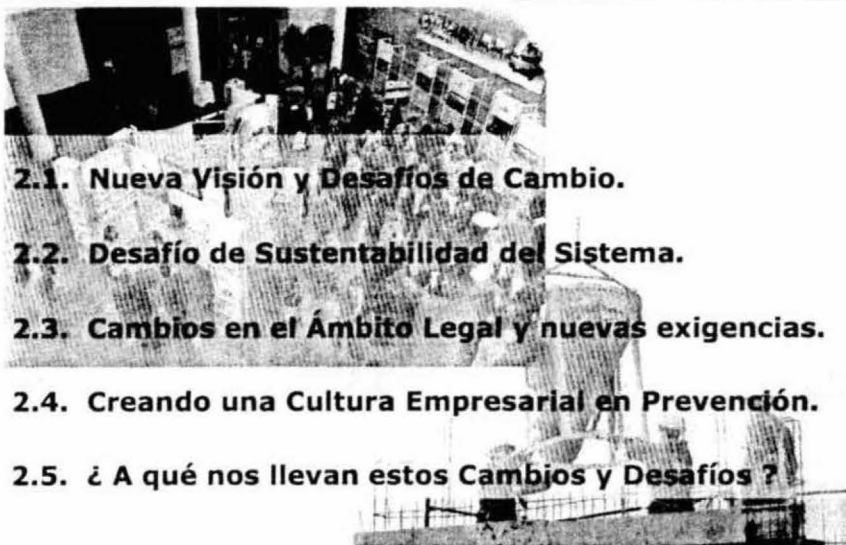 2.1. Nueva Visión y Desafíos de Cambio.
2.2. Desafío de Sustentabilidad del Sistema.
2.3. Cambios en el Ámbito Legal y nuevas exigencias.
2.4. Creando una Cultura Empresarial en Prevención.
2.5. ¿ A qué nos llevan estos Cambios y Desafíos ?